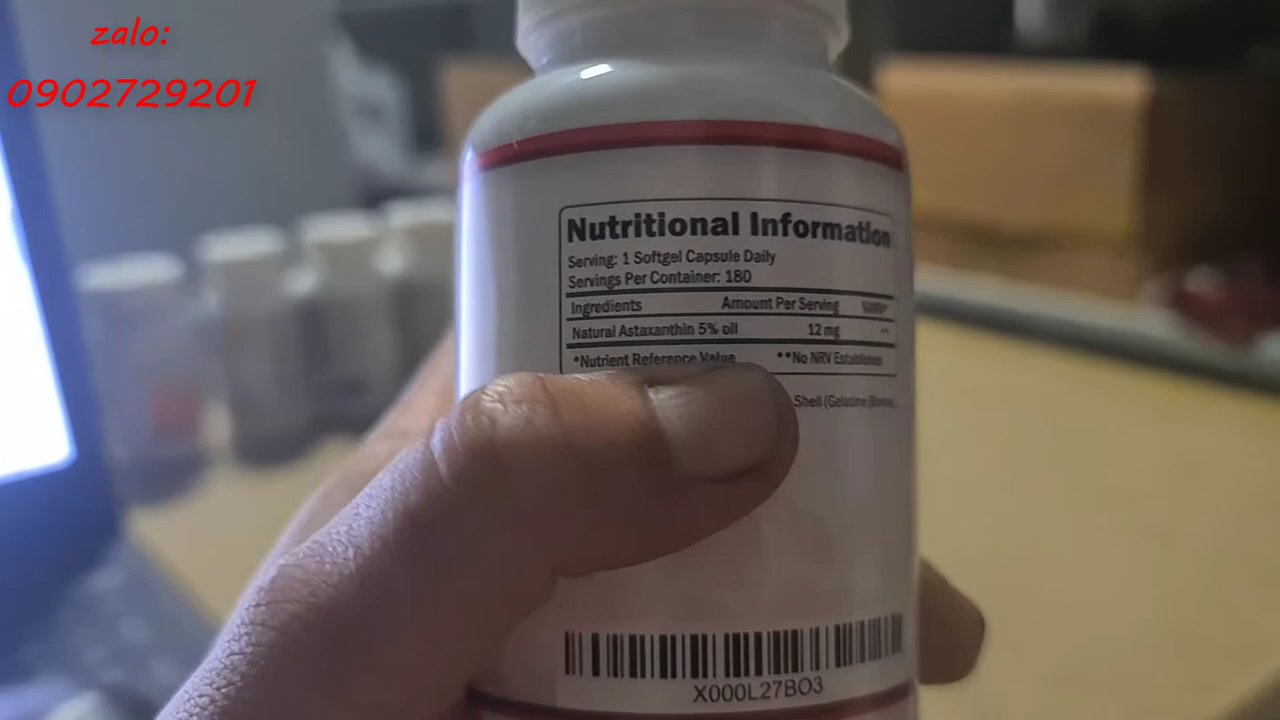 zalo:
0902729201
Nutritional Information
Serving: 1 Softgel Capsule Daily
Servings Per Container: 180
Ingredients Amount Per Serving %NRV*
Natural Astaxanthin 5% oil 12 mg **
*Nutrient Reference Value **No NRV Established
Shell (Gelatine
X000L27BO3